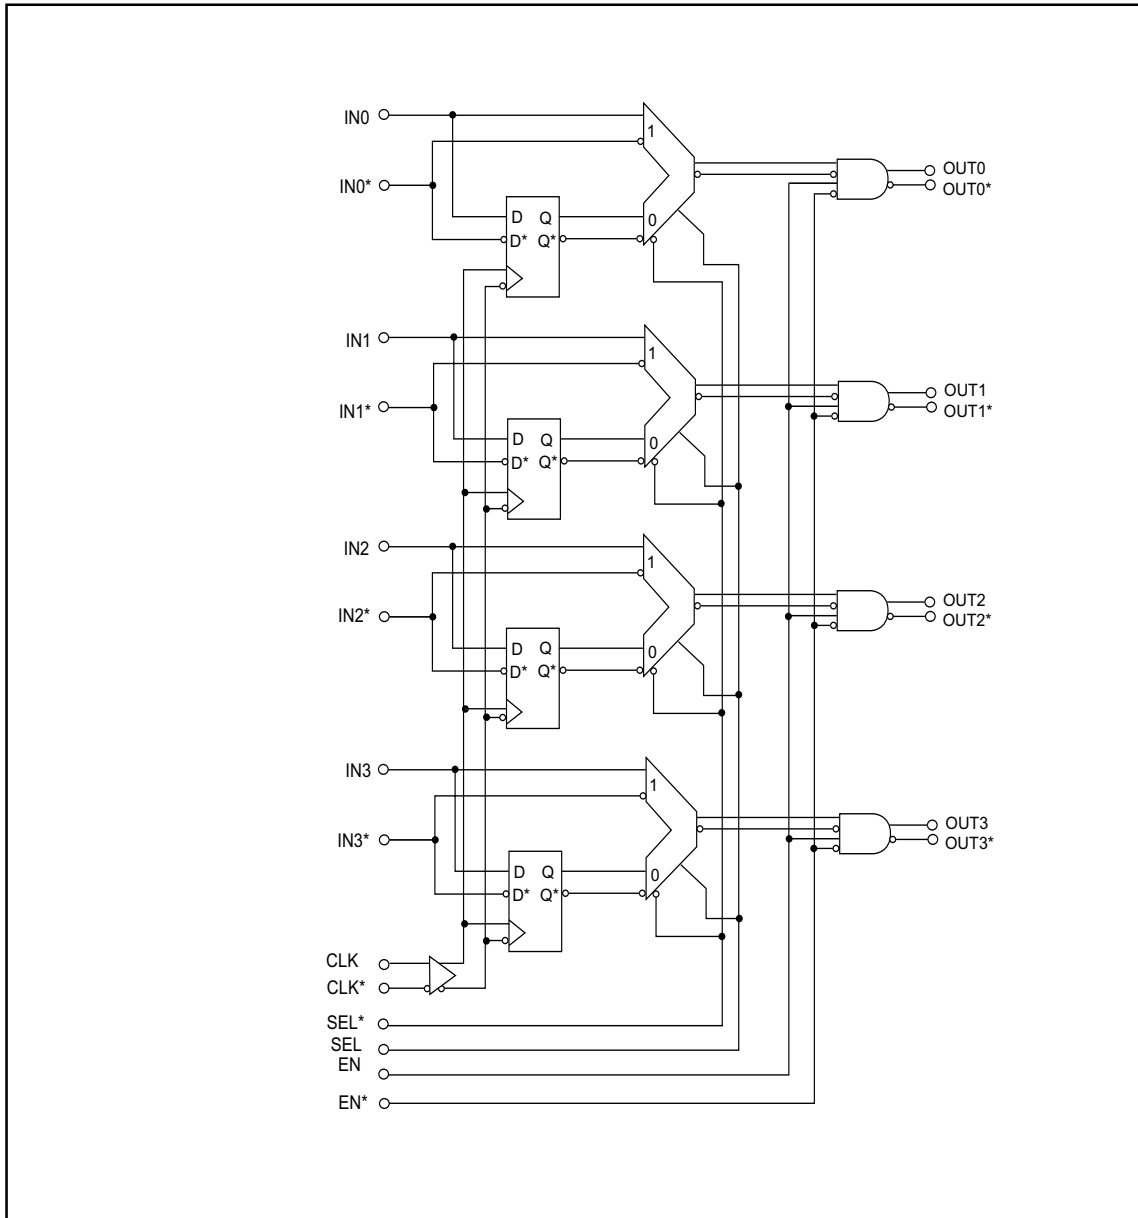 IN0
1
OUT0
IN0*
OUT0*
D Q
0
D* Q*
IN1
1
OUT1
IN1*
OUT1*
D Q
0
D* Q*
IN2
1
OUT2
IN2*
OUT2*
D Q
0
D* Q*
IN3
1
OUT3
IN3*
OUT3*
D Q
0
D* Q*
CLK
CLK*
SEL*
SEL
EN
EN*